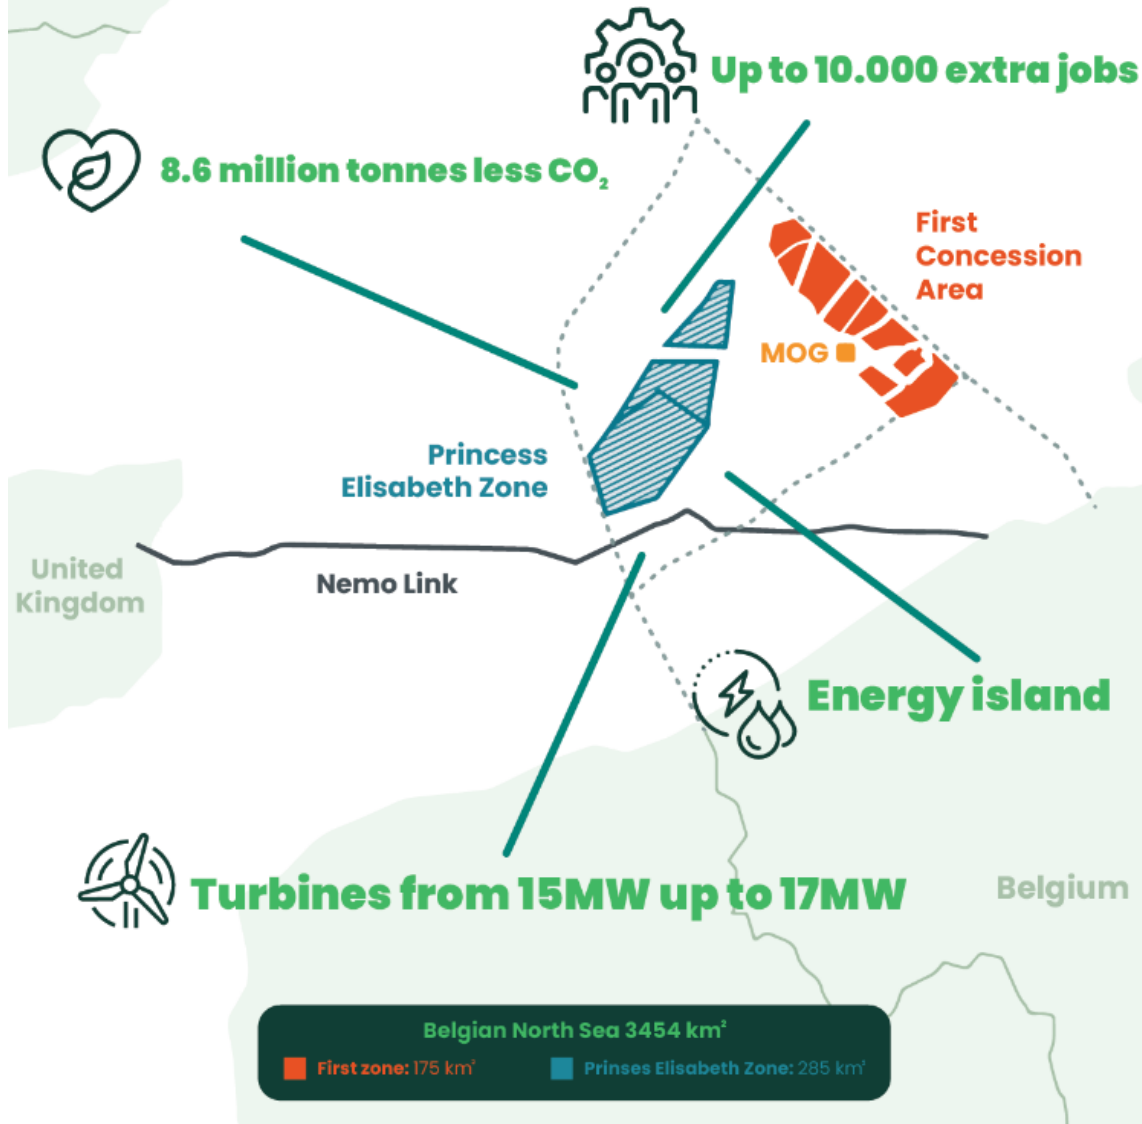 Up to 10.000 extra jobs
8.6 million tonnes less CO₂
First
Concession
Area
MOG
Princess
Elisabeth Zone
United
Kingdom
Nemo Link
Energy island
Turbines from 15MW up to 17MW
Belgium
Belgian North Sea 3454 km²
First zone: 175 km²
Prinses Elisabeth Zone: 285 km²